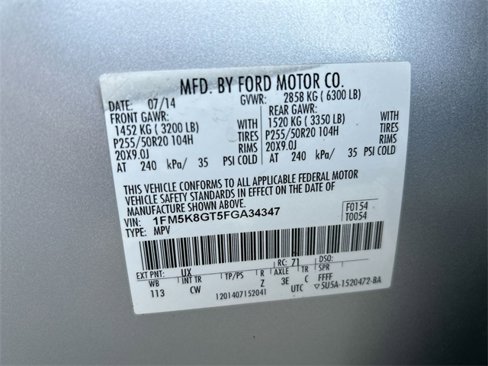 MFD. BY FORD MOTOR CO.
DATE: 07/14 GVWR: 2858 KG ( 6300 LB)
FRONT GAWR: REAR GAWR:
1452 KG ( 3200 LB) 1520 KG ( 3350 LB)
P255/50R20 104H TIRES P255/50R20 104H TIRES
20X9.0J RIMS 20X9.0J RIMS
AT 240 kPa/ 35 PSI COLD AT 240 kPa/ 35 PSI COLD
THIS VEHICLE CONFORMS TO ALL APPLICABLE FEDERAL MOTOR
VEHICLE SAFETY STANDARDS IN EFFECT ON THE DATE OF
MANUFACTURE SHOWN ABOVE.
VIN: 1FM5K8GT5FGA34347 F0154
TYPE: MPV T0054
EXT PNT: UX RC: 71 DSO:
WB INT TR TP/PS R AXLE TR SPR
113 CW Z 3E C FFFF
1201407152041 UTC ▽5U5A-1520472-BA